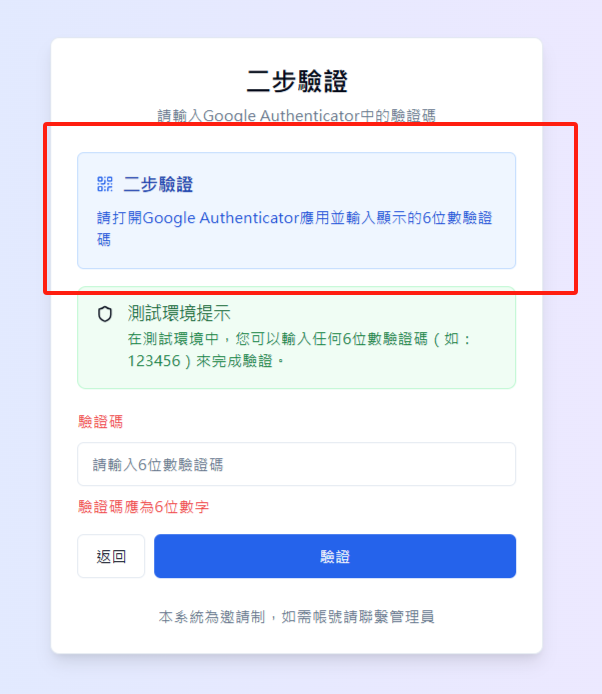 二步驗證
請輸入Google Authenticator中的驗證碼
二步驗證
請打開Google Authenticator應用並輸入顯示的6位數驗證
碼
測試環境提示
在測試環境中，您可以輸入任何6位數驗證碼（如：
123456）來完成驗證。
驗證碼
請輸入6位數驗證碼
驗證碼應為6位數字
返回
驗證
本系統為邀請制，如需帳號請聯繫管理員